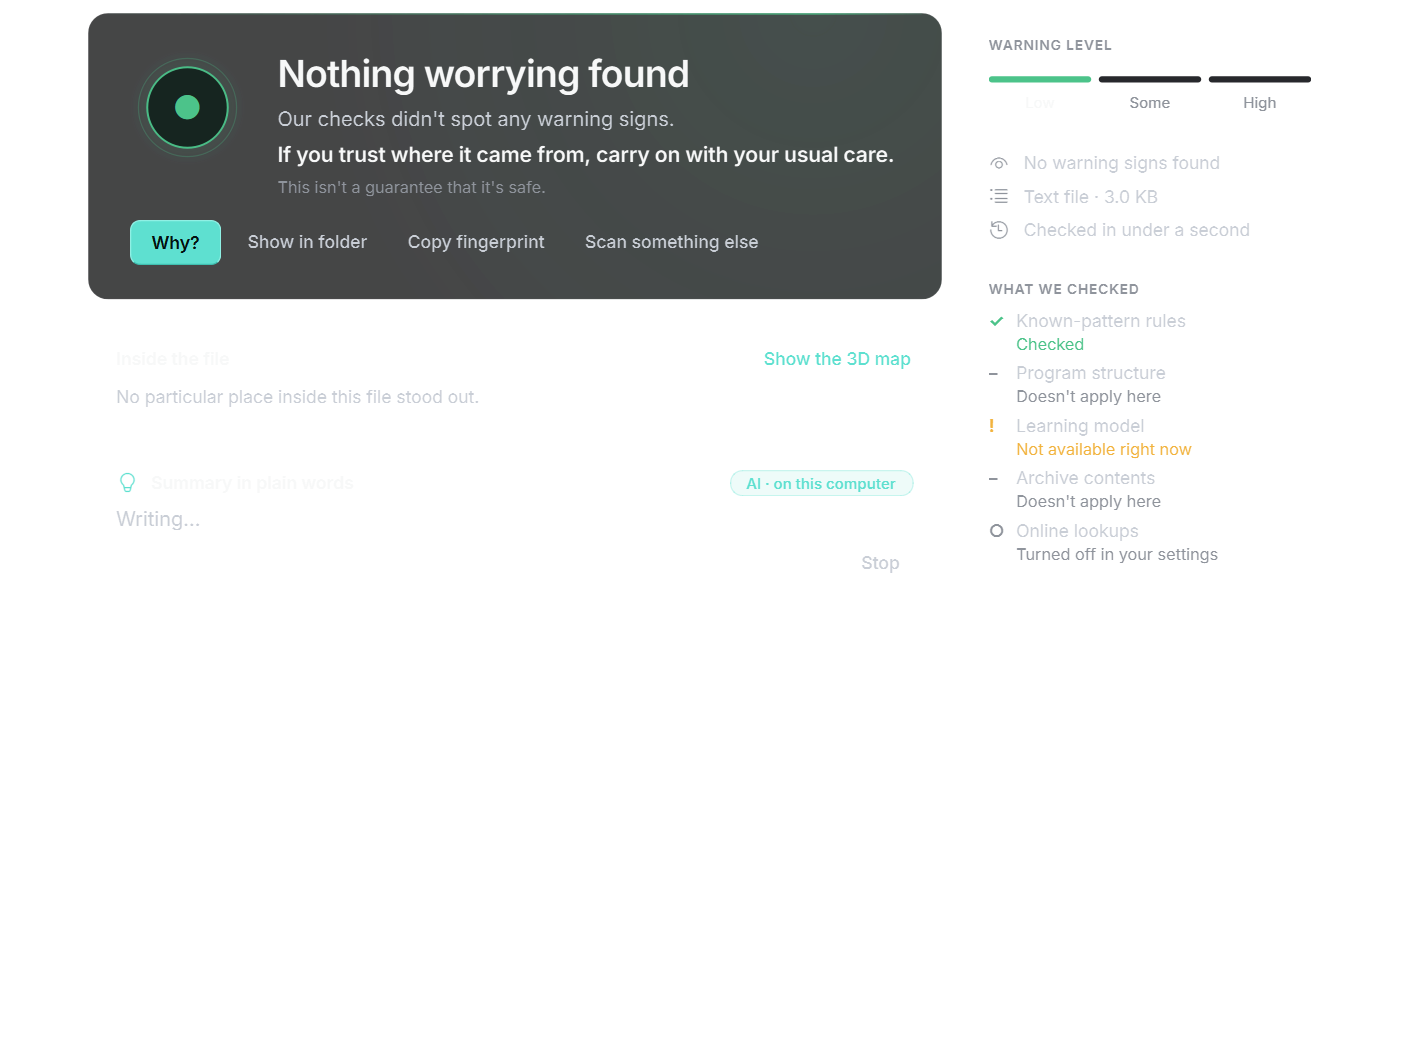 Nothing worrying found
Our checks didn't spot any warning signs.
If you trust where it came from, carry on with your usual care.
This isn't a guarantee that it's safe.
Why?
Show in folder
Copy fingerprint
Scan something else
Inside the file
Show the 3D map
No particular place inside this file stood out.
Summary in plain words
AI · on this computer
Writing...
Stop
WARNING LEVEL
Low
Some
High
No warning signs found
Text file · 3.0 KB
Checked in under a second
WHAT WE CHECKED
Known-pattern rules
Checked
Program structure
Doesn't apply here
Learning model
Not available right now
Archive contents
Doesn't apply here
Online lookups
Turned off in your settings